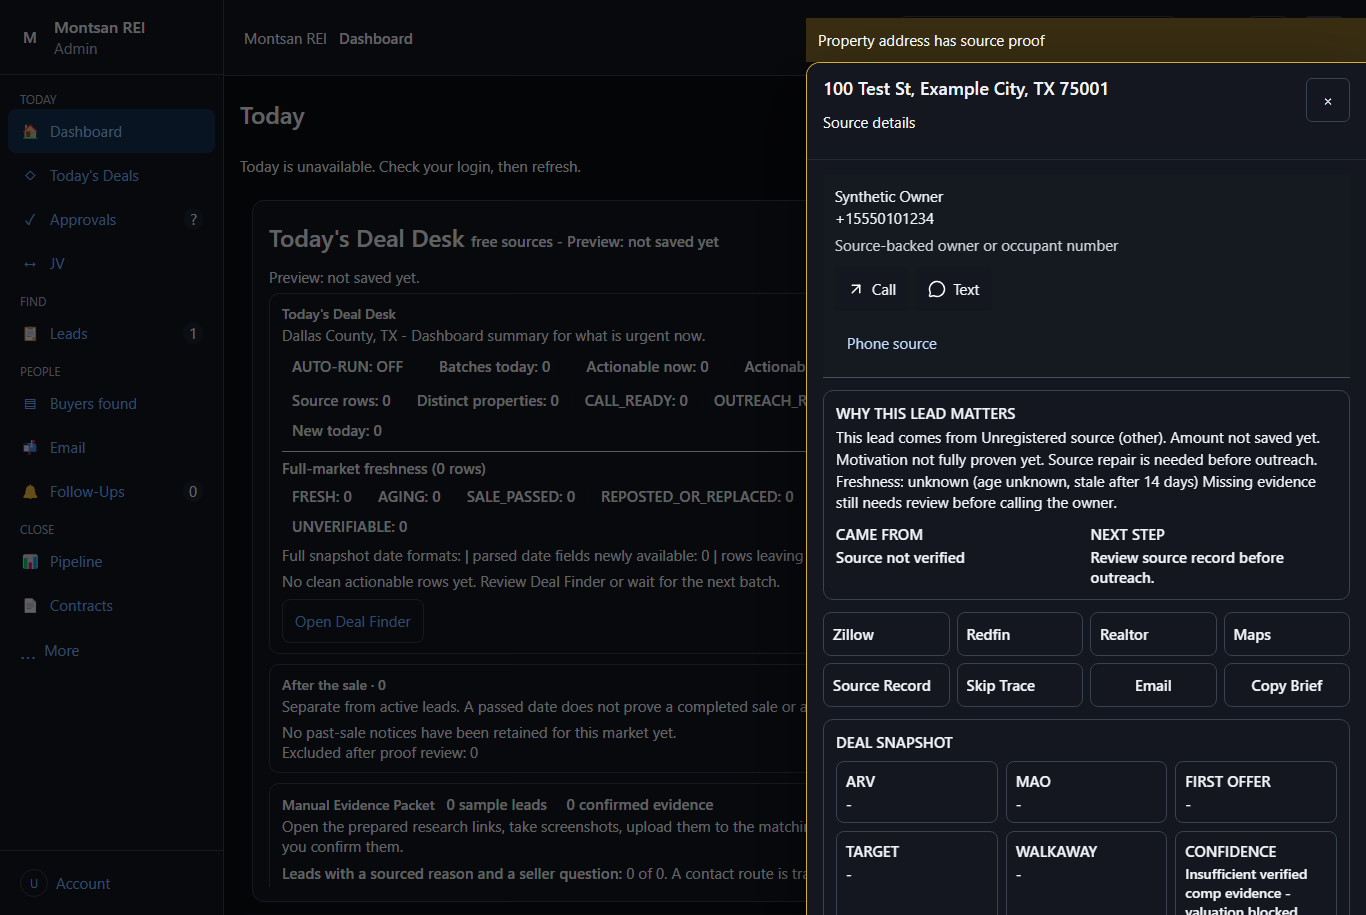 M
Montsan REI
Admin
TODAY
Dashboard
Today's Deals
Approvals
?
JV
FIND
Leads
1
PEOPLE
Buyers found
Email
Follow-Ups
0
CLOSE
Pipeline
Contracts
... More
U
Account
Montsan REI Dashboard
Today
Today is unavailable. Check your login, then refresh.
Today's Deal Desk free sources - Preview: not saved yet
Preview: not saved yet.
Today's Deal Desk
Dallas County, TX - Dashboard summary for what is urgent now.
AUTO-RUN: OFF Batches today: 0 Actionable now: 0 Actionab
Source rows: 0 Distinct properties: 0 CALL_READY: 0 OUTREACH_R
New today: 0
Full-market freshness (0 rows)
FRESH: 0 AGING: 0 SALE_PASSED: 0 REPOSTED_OR_REPLACED: 0
UNVERIFIABLE: 0
Full snapshot date formats: | parsed date fields newly available: 0 | rows leaving
No clean actionable rows yet. Review Deal Finder or wait for the next batch.
Open Deal Finder
After the sale · 0
Separate from active leads. A passed date does not prove a completed sale or a
No past-sale notices have been retained for this market yet.
Excluded after proof review: 0
Manual Evidence Packet 0 sample leads 0 confirmed evidence
Open the prepared research links, take screenshots, upload them to the matchin
you confirm them.
Leads with a sourced reason and a seller question: 0 of 0. A contact route is tra
Property address has source proof
100 Test St, Example City, TX 75001
×
Source details
Synthetic Owner
+15550101234
Source-backed owner or occupant number
Call
Text
Phone source
WHY THIS LEAD MATTERS
This lead comes from Unregistered source (other). Amount not saved yet.
Motivation not fully proven yet. Source repair is needed before outreach.
Freshness: unknown (age unknown, stale after 14 days) Missing evidence
still needs review before calling the owner.
CAME FROM
Source not verified
NEXT STEP
Review source record before
outreach.
Zillow
Redfin
Realtor
Maps
Source Record
Skip Trace
Email
Copy Brief
DEAL SNAPSHOT
ARV
-
MAO
-
FIRST OFFER
-
TARGET
-
WALKAWAY
-
CONFIDENCE
Insufficient verified
comp evidence -
valuation blocked